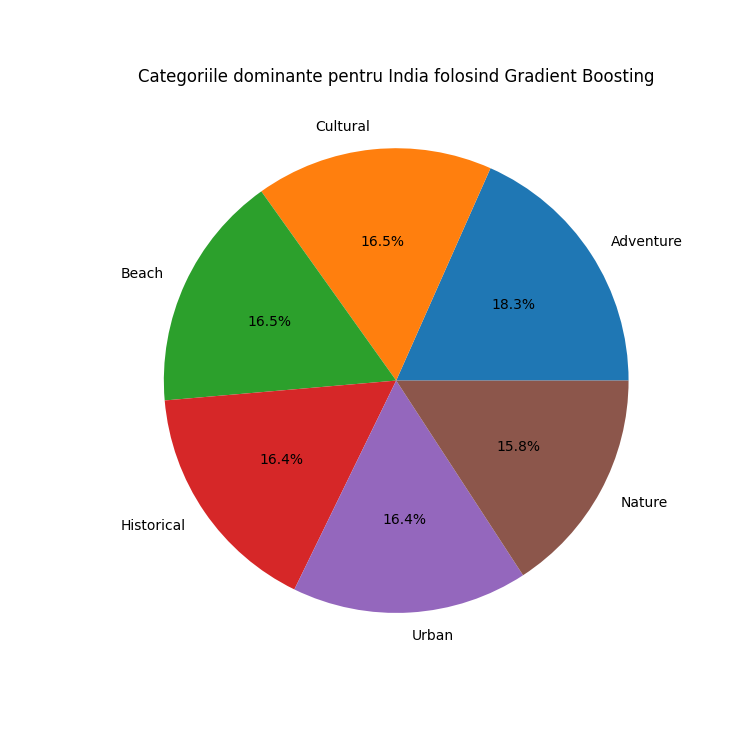 Categoriile dominante pentru India folosind Gradient Boosting
Cultural
16.5%
Adventure
18.3%
Beach
16.5%
Historical
16.4%
Urban
16.4%
Nature
15.8%